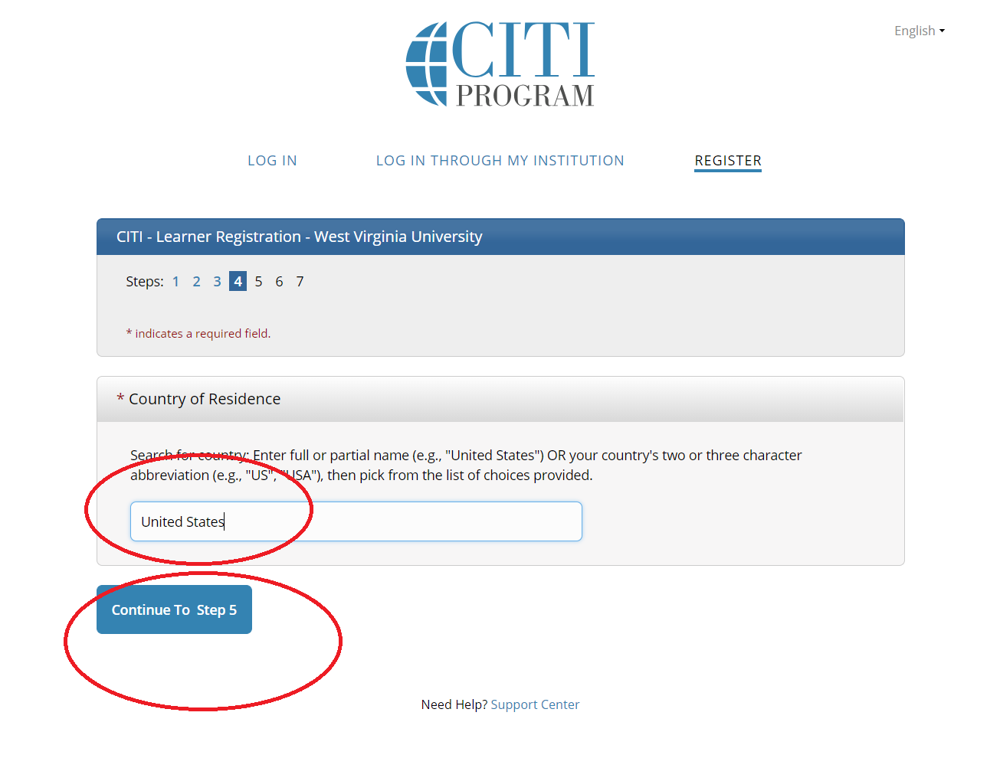 CITI
PROGRAM
English
LOG IN
LOG IN THROUGH MY INSTITUTION
REGISTER
CITI - Learner Registration - West Virginia University
Steps: 1 2 3 4 5 6 7
* indicates a required field.
* Country of Residence
Search for country: Enter full or partial name (e.g., "United States") OR your country's two or three character
abbreviation (e.g., "US", "USA"), then pick from the list of choices provided.
United States
Continue To Step 5
Need Help? Support Center